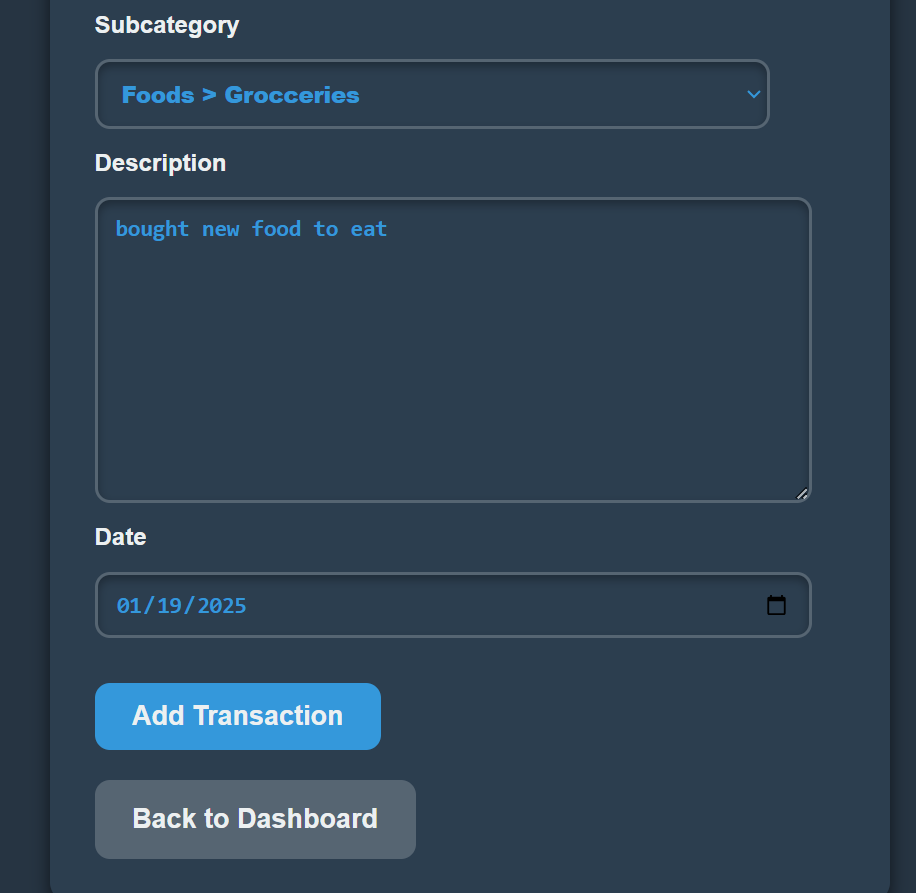 Subcategory
Foods > Grocceries
Description
bought new food to eat
Date
01/19/2025
Add Transaction
Back to Dashboard